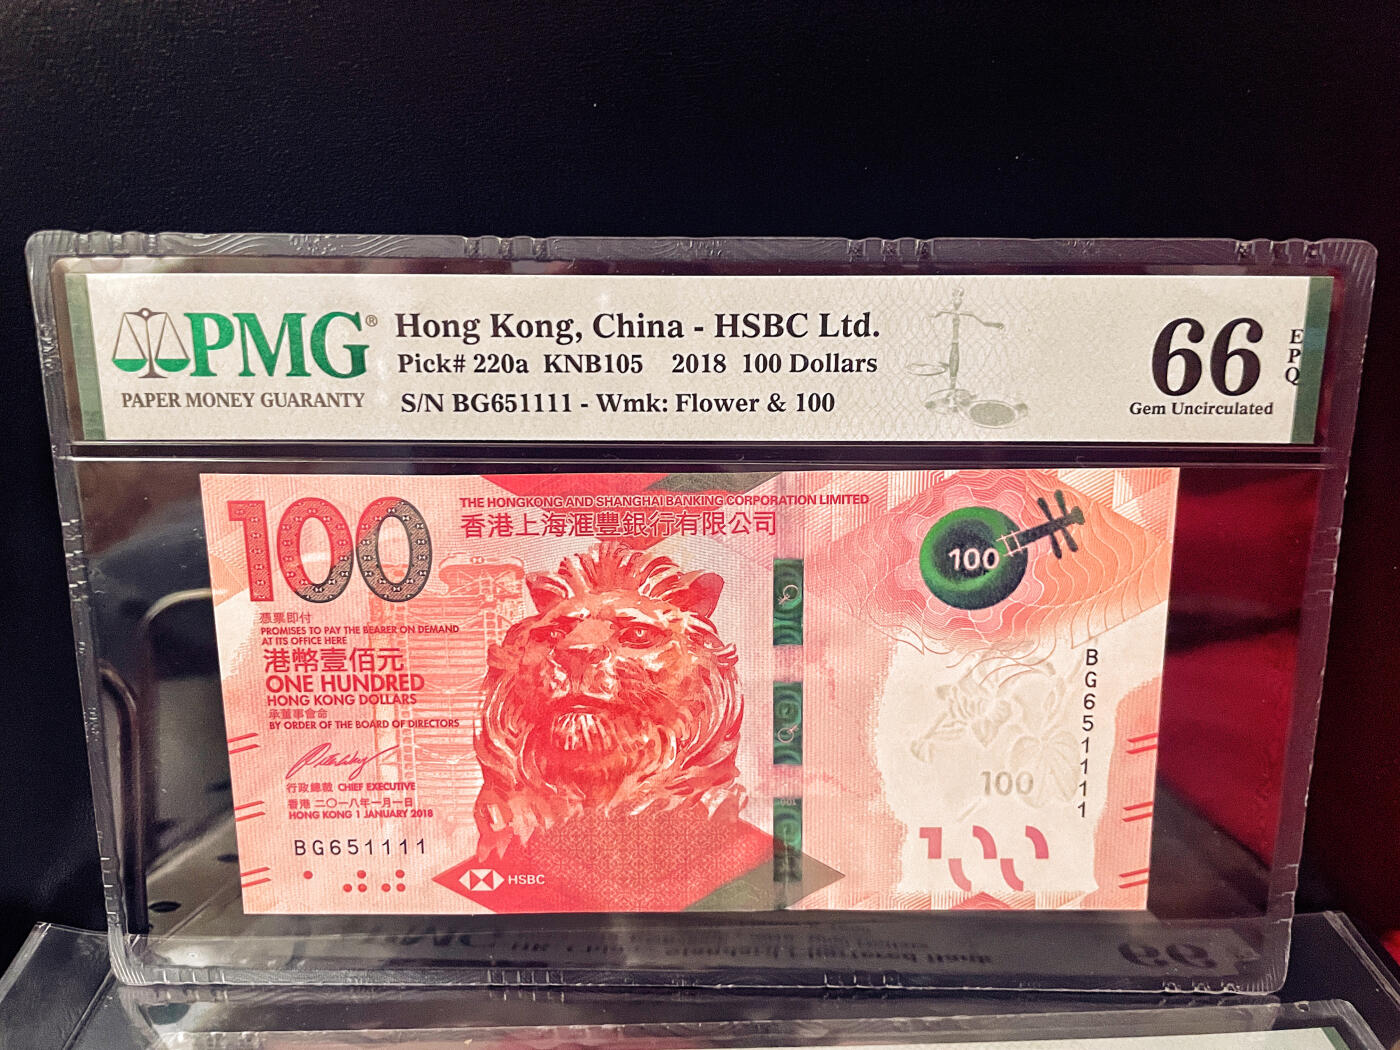 PMG®
PAPER MONEY GUARANTY
Hong Kong, China - HSBC Ltd.
Pick# 220a KNB105 2018 100 Dollars
S/N BG651111 - Wmk: Flower & 100
66
EPQ
Gem Uncirculated
100
THE HONGKONG AND SHANGHAI BANKING CORPORATION LIMITED
香港上海滙豐銀行有限公司
憑票即付
PROMISES TO PAY THE BEARER ON DEMAND
AT ITS OFFICE HERE
港幣壹佰元
ONE HUNDRED
HONG KONG DOLLARS
承董事會命
BY ORDER OF THE BOARD OF DIRECTORS
行政總裁 CHIEF EXECUTIVE
香港 二〇一八年一月一日
HONG KONG 1 JANUARY 2018
BG651111
HSBC
100
BG651111
100
100